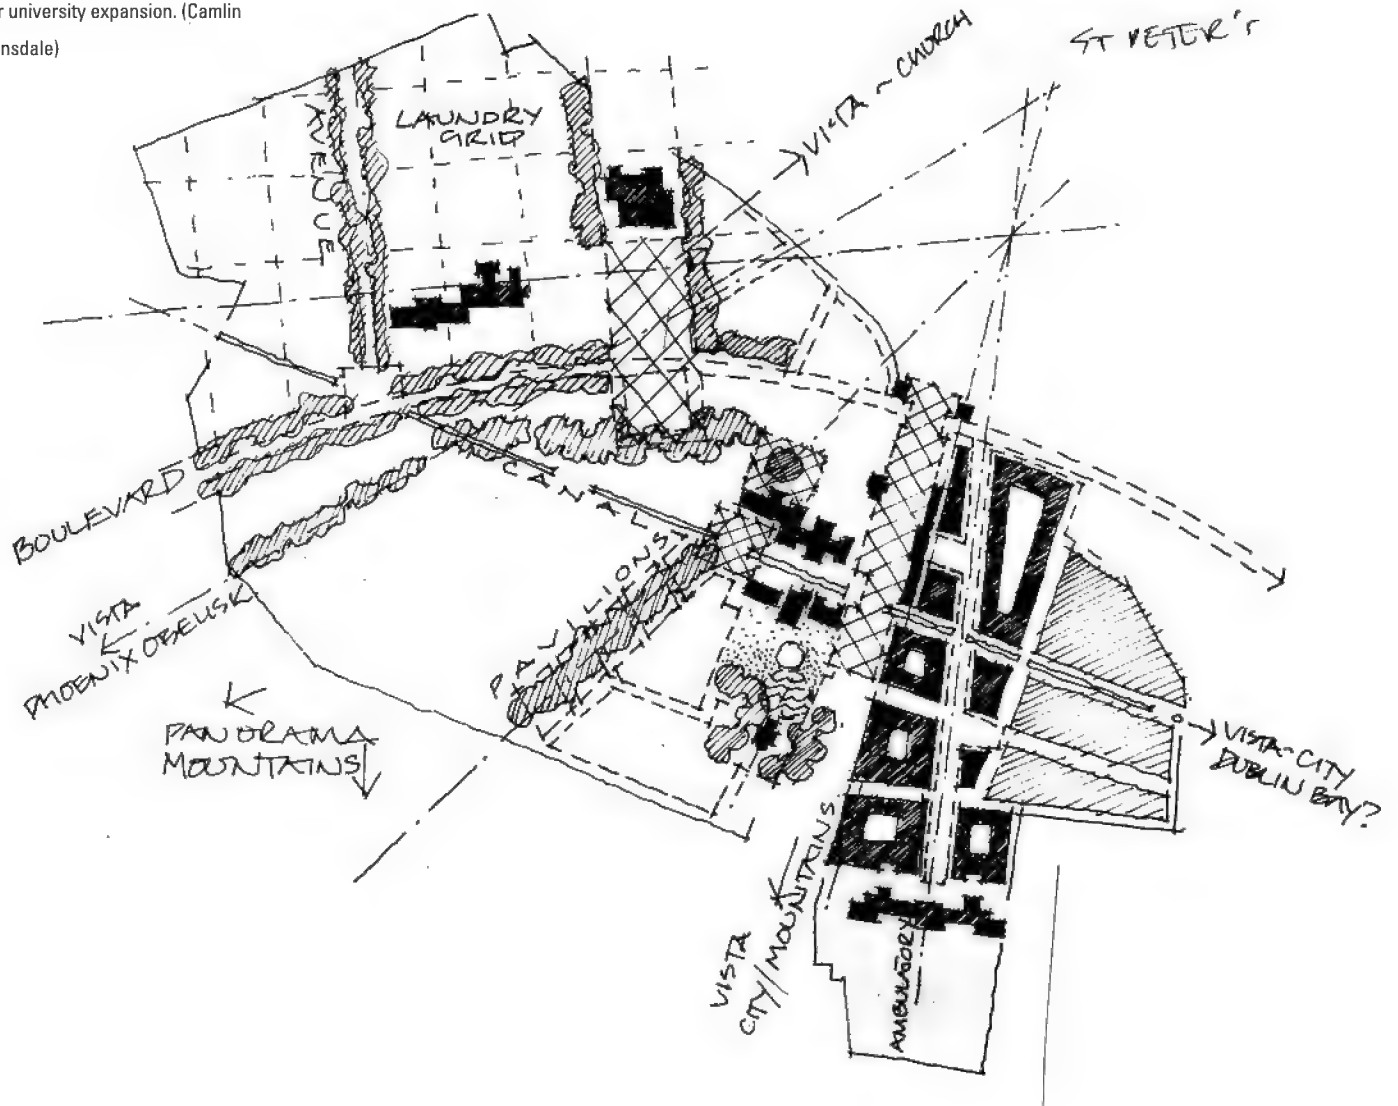 r university expansion. (Camlin
nsdale)
ST PETER'S
VISTA - CHURCH
AVENUE
LAUNDRY
GRID
BOULEVARD
CANAL
PAVILIONS
VISTA
PHOENIX OBELISK
PANORAMA
MOUNTAINS
VISTA-CITY
DUBLIN BAY?
VISTA
CITY/MOUNTAINS
AMBULATORY